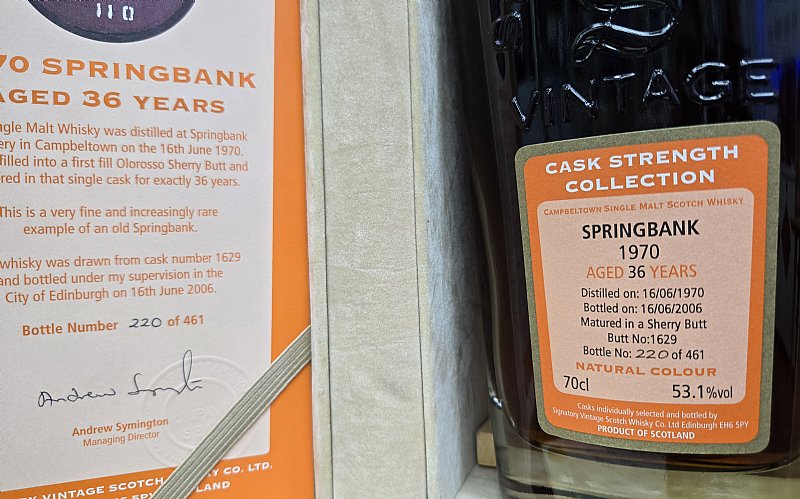 110
70 SPRINGBANK
AGED 36 YEARS
ngle Malt Whisky was distilled at Springbank
ery in Campbeltown on the 16th June 1970.
filled into a first fill Olorosso Sherry Butt and
red in that single cask for exactly 36 years.
This is a very fine and increasingly rare
example of an old Springbank.
whisky was drawn from cask number 1629
and bottled under my supervision in the
City of Edinburgh on 16th June 2006.
Bottle Number 220 of 461
Andrew Symington
Andrew Symington
Managing Director
RY VINTAGE SCOTCH WHISKY CO. LTD.
VINTAGE
CASK STRENGTH
COLLECTION
CAMPBELTOWN SINGLE MALT SCOTCH WHISKY
SPRINGBANK
1970
AGED 36 YEARS
Distilled on: 16/06/1970
Bottled on: 16/06/2006
Matured in a Sherry Butt
Butt No:1629
Bottle No: 220 of 461
NATURAL COLOUR
70cl 53.1%vol
Casks individually selected and bottled by
Signatory Vintage Scotch Whisky Co. Ltd Edinburgh EH6 5PY
PRODUCT OF SCOTLAND